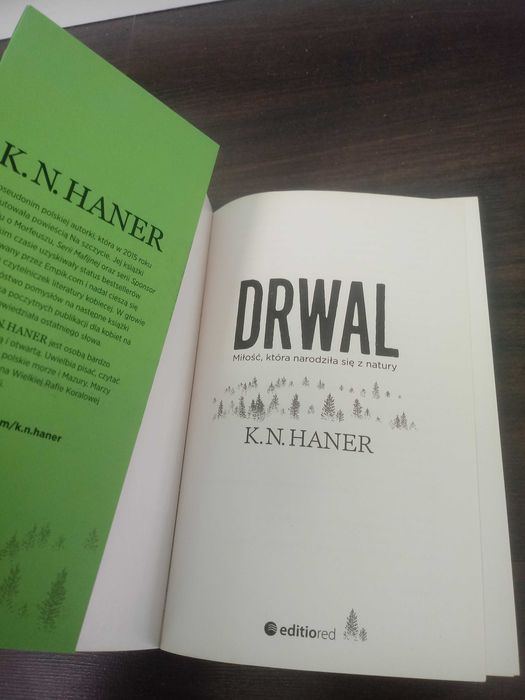 K.N. HANER
pseudonim polskiej autorki, która w 2015 roku
powieścią Na szczycie. Jej książki
o Morfeuszu, Serii Mafijnej oraz serii Sponsor
czasie uzyskiwały status bestsellerów
przez Empik.com i nadal cieszą się
czytelniczek literatury kobiecej. W głowie
pomysłów na następne książki
poczytnych publikacji dla kobiet na
ostatniego słowa.
HANER jest osobą bardzo
i otwartą. Uwielbia pisać, czytać
polskie morze i Mazury. Marzy
na Wielkiej Rafie Koralowej
m/k.n.haner
DRWAL
Miłość, która narodziła się z natury
K.N. HANER
editiored